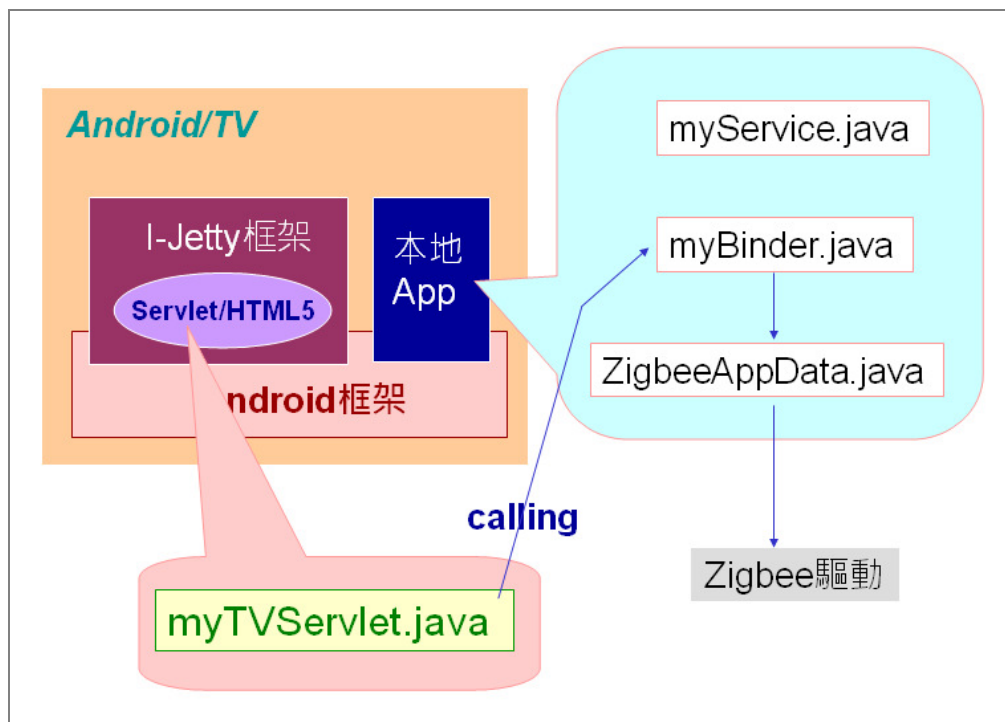 Android/TV
I-Jetty框架
Servlet/HTML5
本地
App
ndroid框架
myService.java
myBinder.java
ZigbeeAppData.java
calling
Zigbee驅動
myTVServlet.java